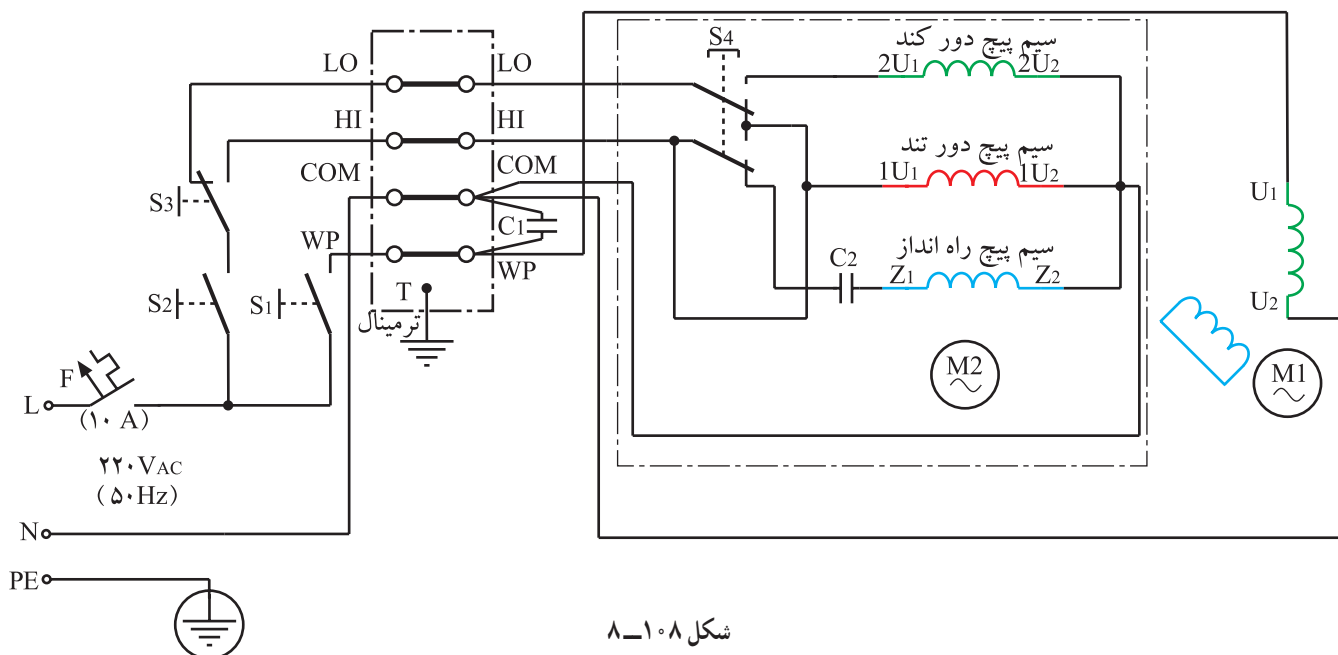 S4
سیم پیچ دور کند
2U1 2U2
LO LO
HI HI
سیم پیچ دور تند
COM COM
1U1 1U2
U1
S3
C1
WP WP
سیم پیچ راه انداز
C2
Z1 Z2
U2
S2 S1
T
ترمینال
F
M2
M1
L
(۱۰ A)
۲۲۰VAC
(۵۰Hz)
N
PE
شکل ۱۰۸ــ۸